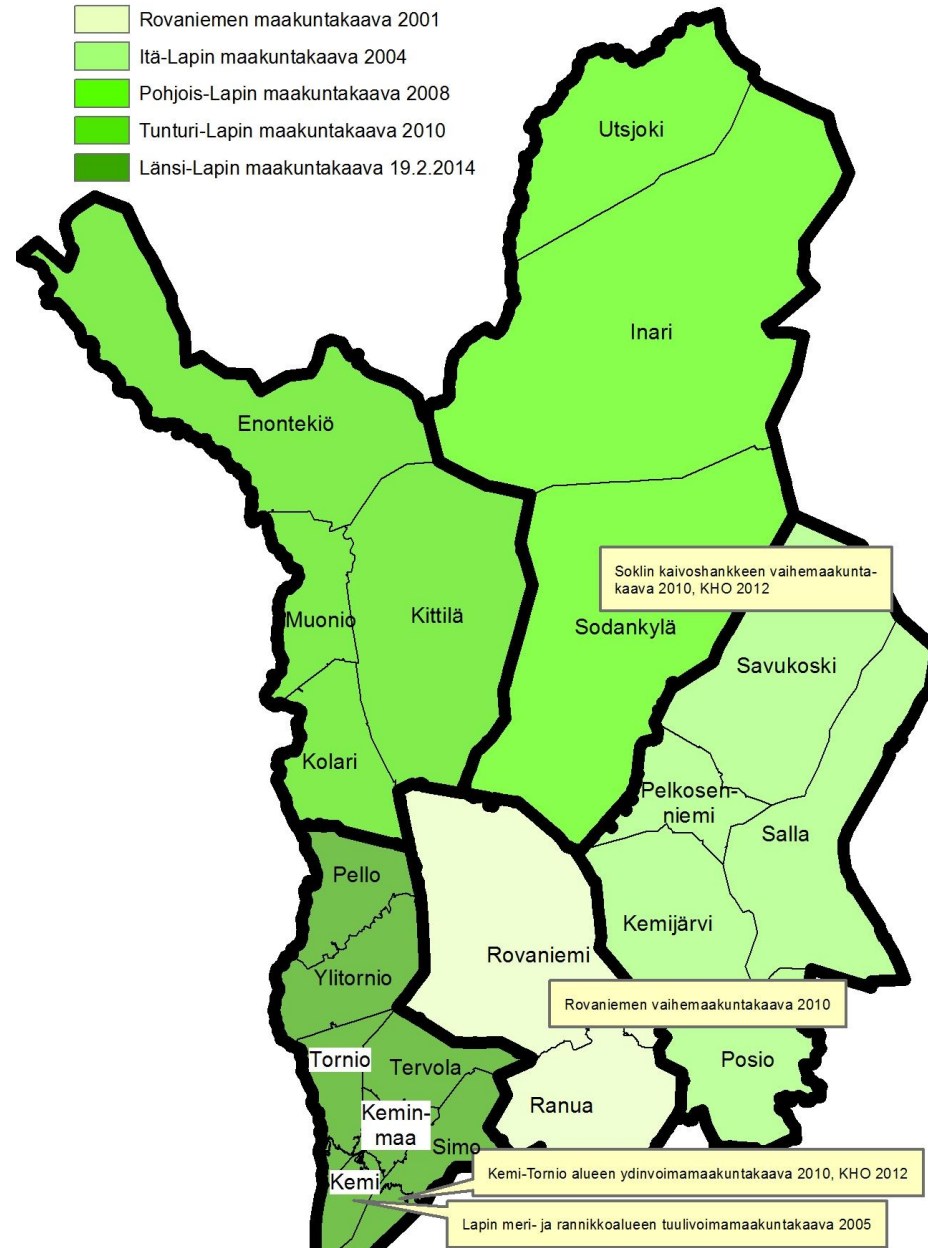 Rovaniemen maakuntakaava 2001
Itä-Lapin maakuntakaava 2004
Pohjois-Lapin maakuntakaava 2008
Tunturi-Lapin maakuntakaava 2010
Länsi-Lapin maakuntakaava 19.2.2014
Utsjoki
Inari
Enontekiö
Soklin kaivoshankkeen vaihemaakunta-
kaava 2010, KHO 2012
Muonio
Kittilä
Sodankylä
Savukoski
Kolari
Pelkosen-
niemi
Salla
Pello
Kemijärvi
Rovaniemi
Ylitornio
Rovaniemen vaihemaakuntakaava 2010
Tornio
Tervola
Posio
Ranua
Kemin-
maa
Simo
Kemi
Kemi-Tornio alueen ydinvoimamaakuntakaava 2010, KHO 2012
Lapin meri- ja rannikkoalueen tuulivoimamaakuntakaava 2005